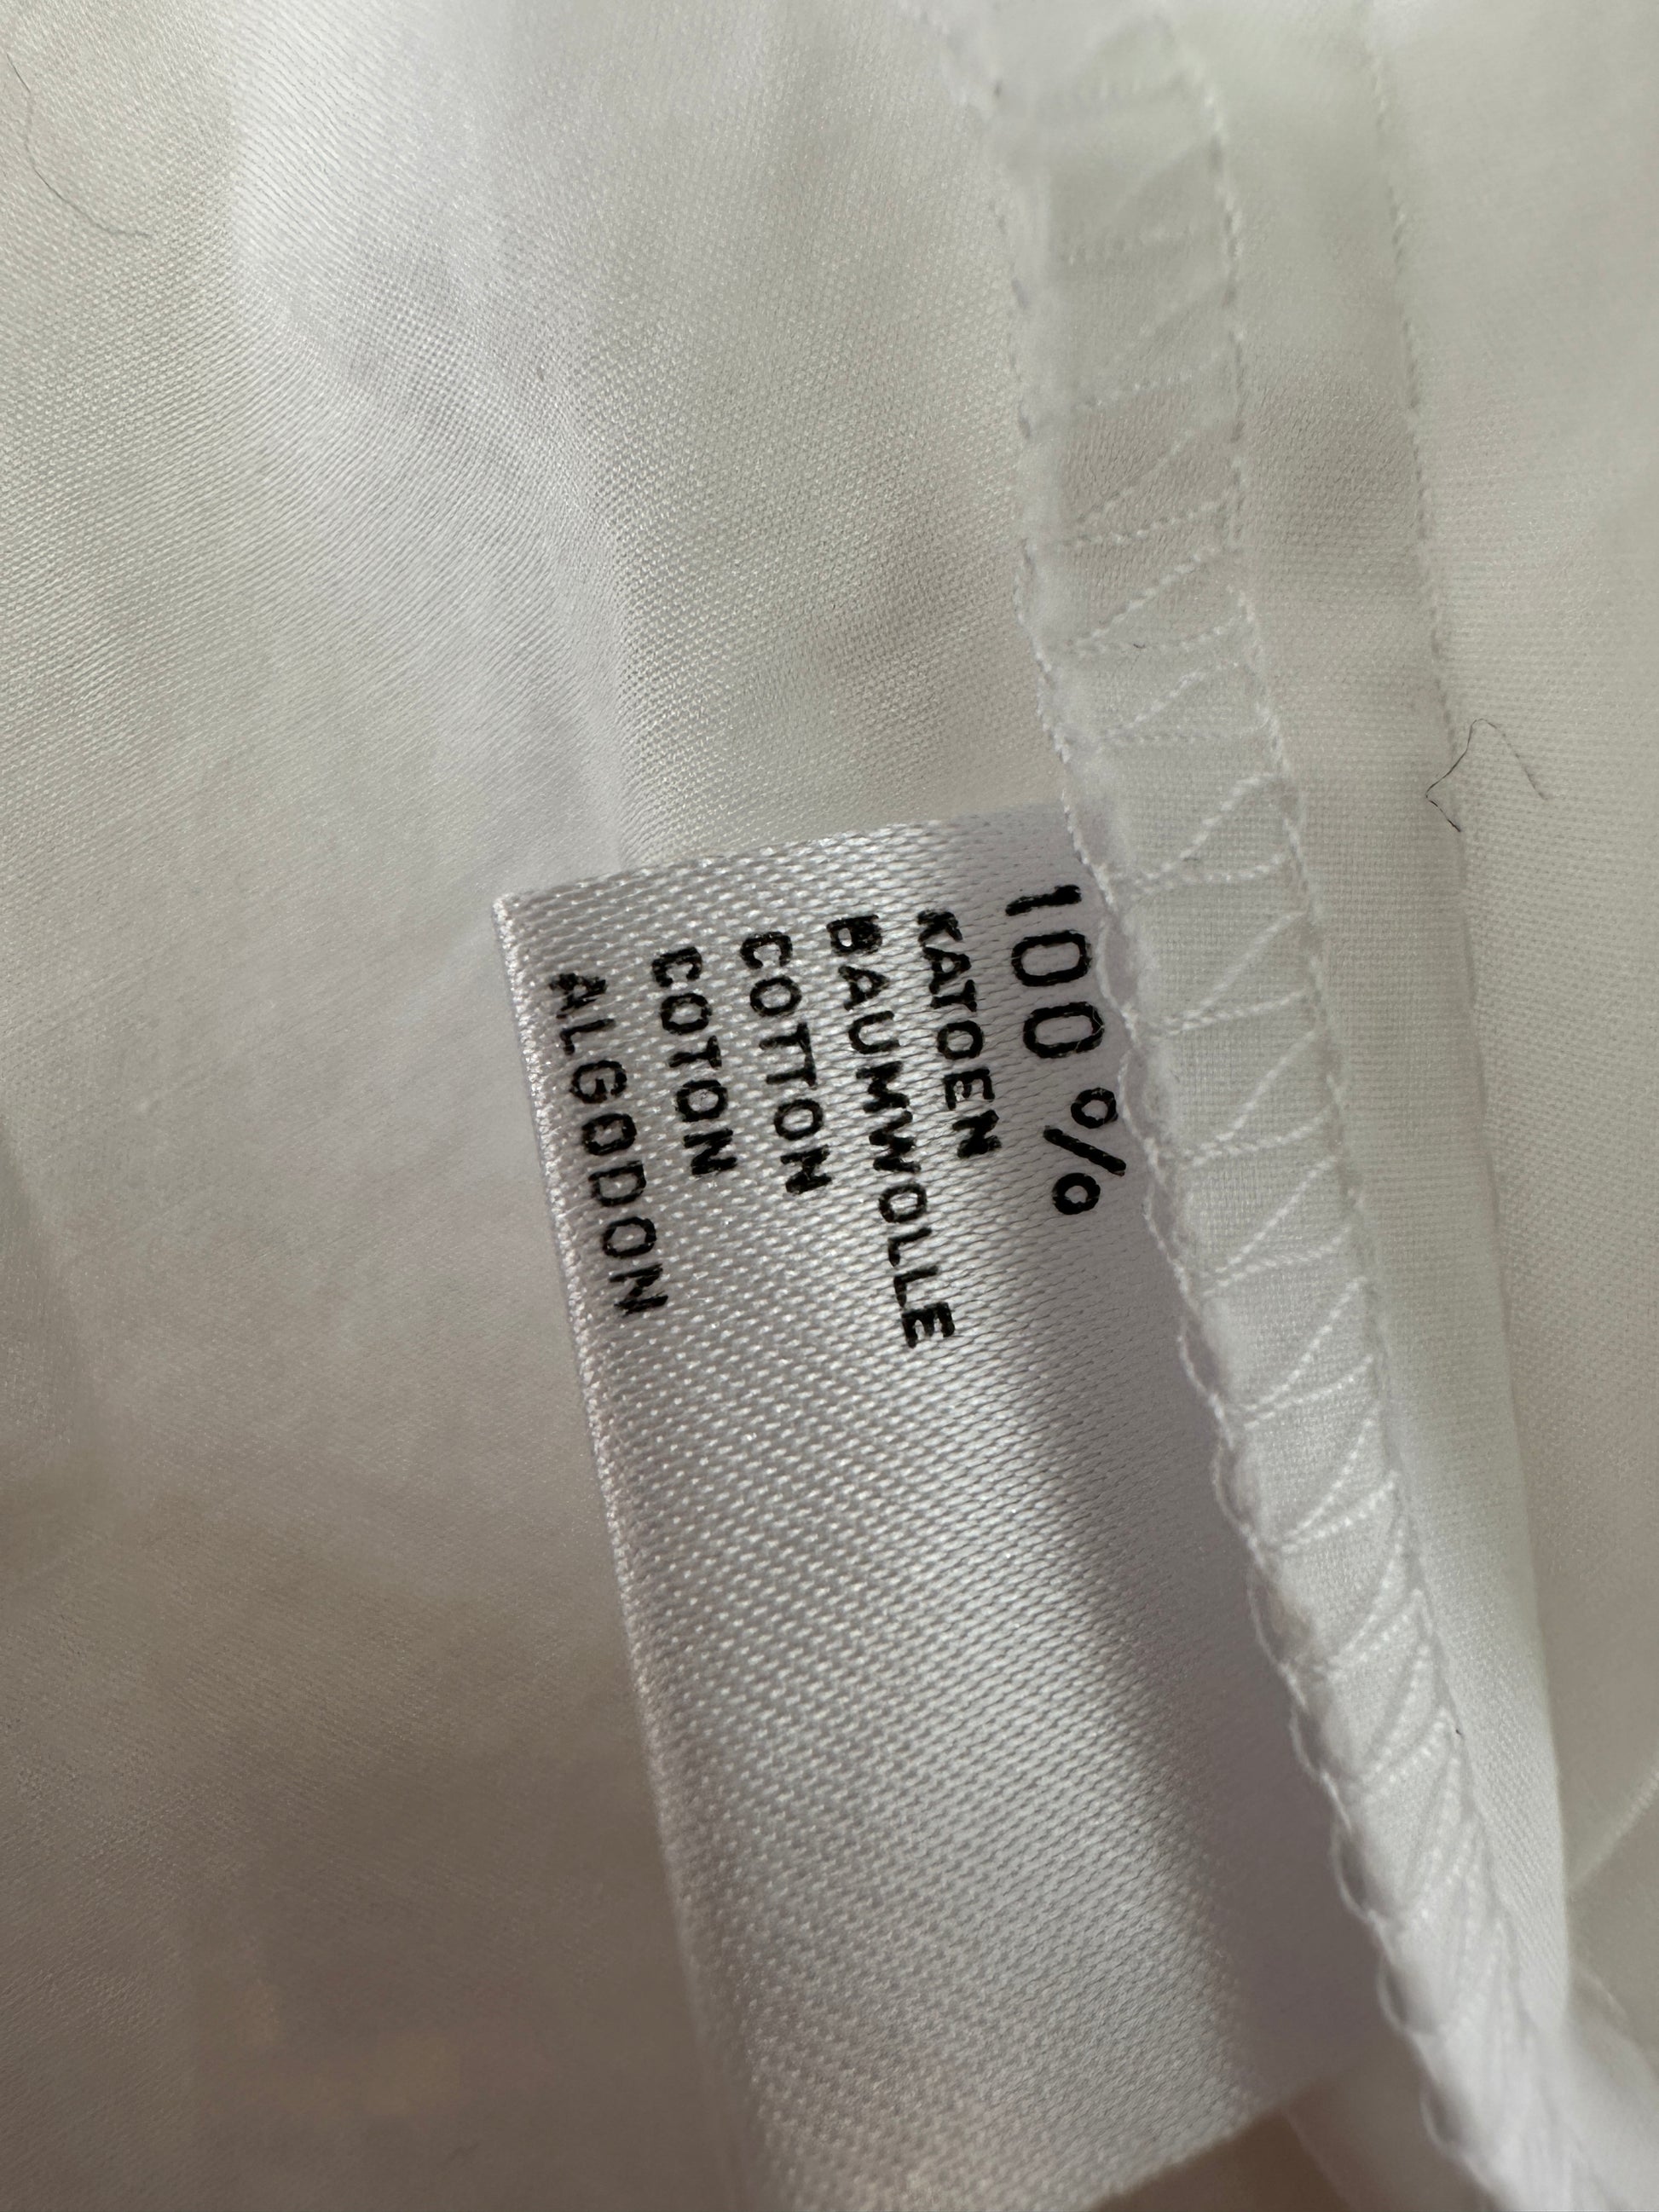 100 %
KATOEN
BAUMWOLLE
COTTON
COTON
ALGODON